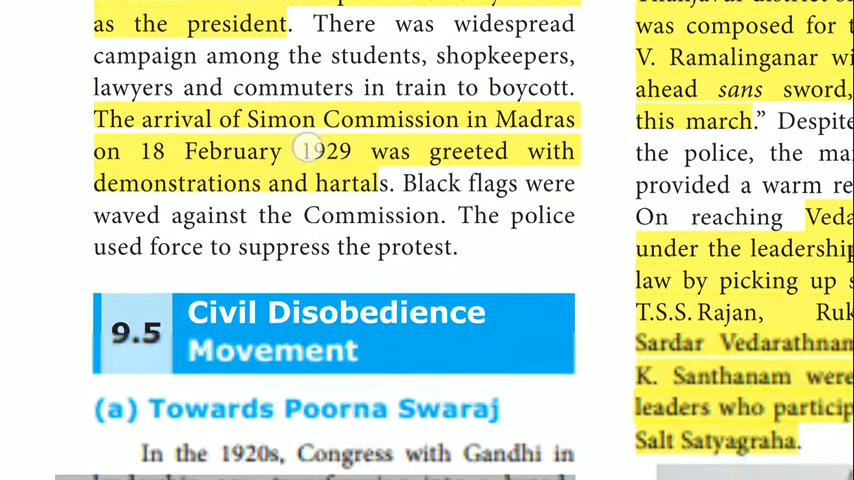 as the president. There was widespread
campaign among the students, shopkeepers,
lawyers and commuters in train to boycott.
The arrival of Simon Commission in Madras
on 18 February 1929 was greeted with
demonstrations and hartals. Black flags were
waved against the Commission. The police
used force to suppress the protest.
9.5 Civil Disobedience
Movement
(a) Towards Poorna Swaraj
In the 1920s, Congress with Gandhi in
was composed for
V. Ramalinganar
ahead sans sword,
this march.” Despite
the police, the
provided a warm
On reaching
under the leadership
law by picking up
T.S.S. Rajan,
Sardar Vedarathnam
K. Santhanam were
leaders who
Salt Satyagraha.